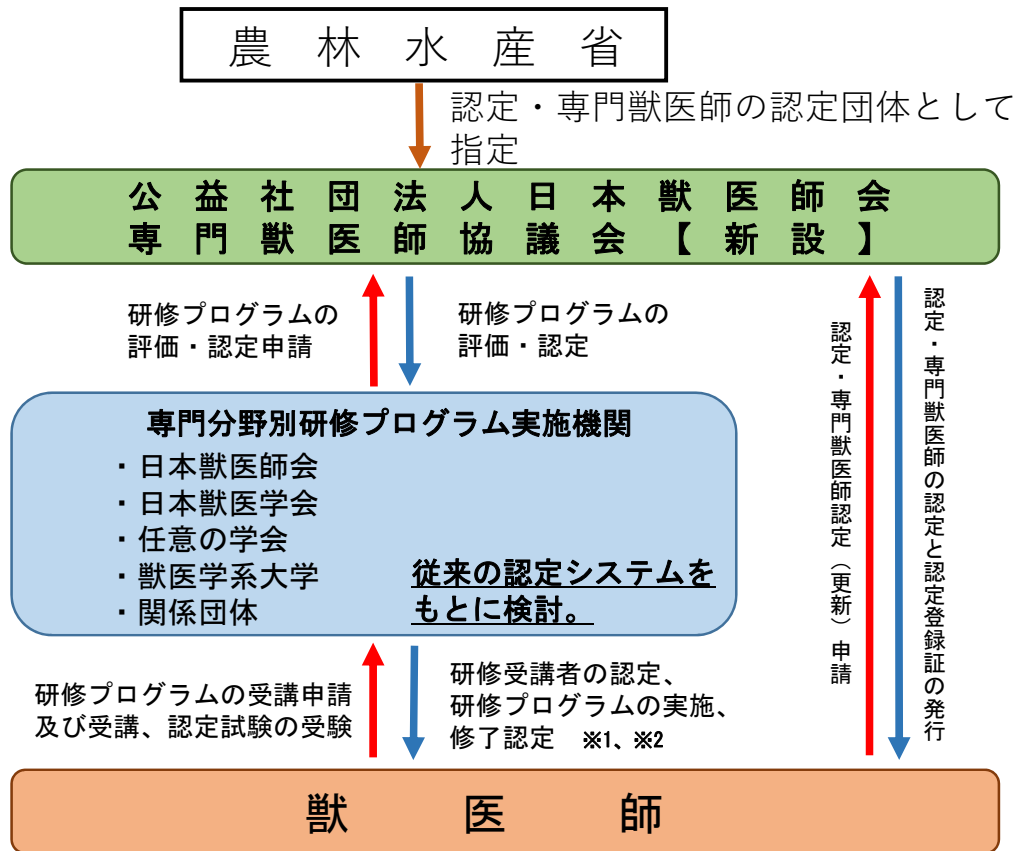 農林水産省
認定・専門獣医師の認定団体として
指定
公益社団法人日本獣医師会
専門獣医師協議会【新設】
研修プログラムの
評価・認定申請
研修プログラムの
評価・認定
認定・専門獣医師認定（更新）申請
認定・専門獣医師の認定と認定登録証の発行
専門分野別研修プログラム実施機関
・日本獣医師会
・日本獣医学会
・任意の学会
・獣医学系大学
・関係団体
従来の認定システムを
もとに検討。
研修プログラムの受講申請
及び受講、認定試験の受験
研修受講者の認定、
研修プログラムの実施、
修了認定　※1、※2
獣医師